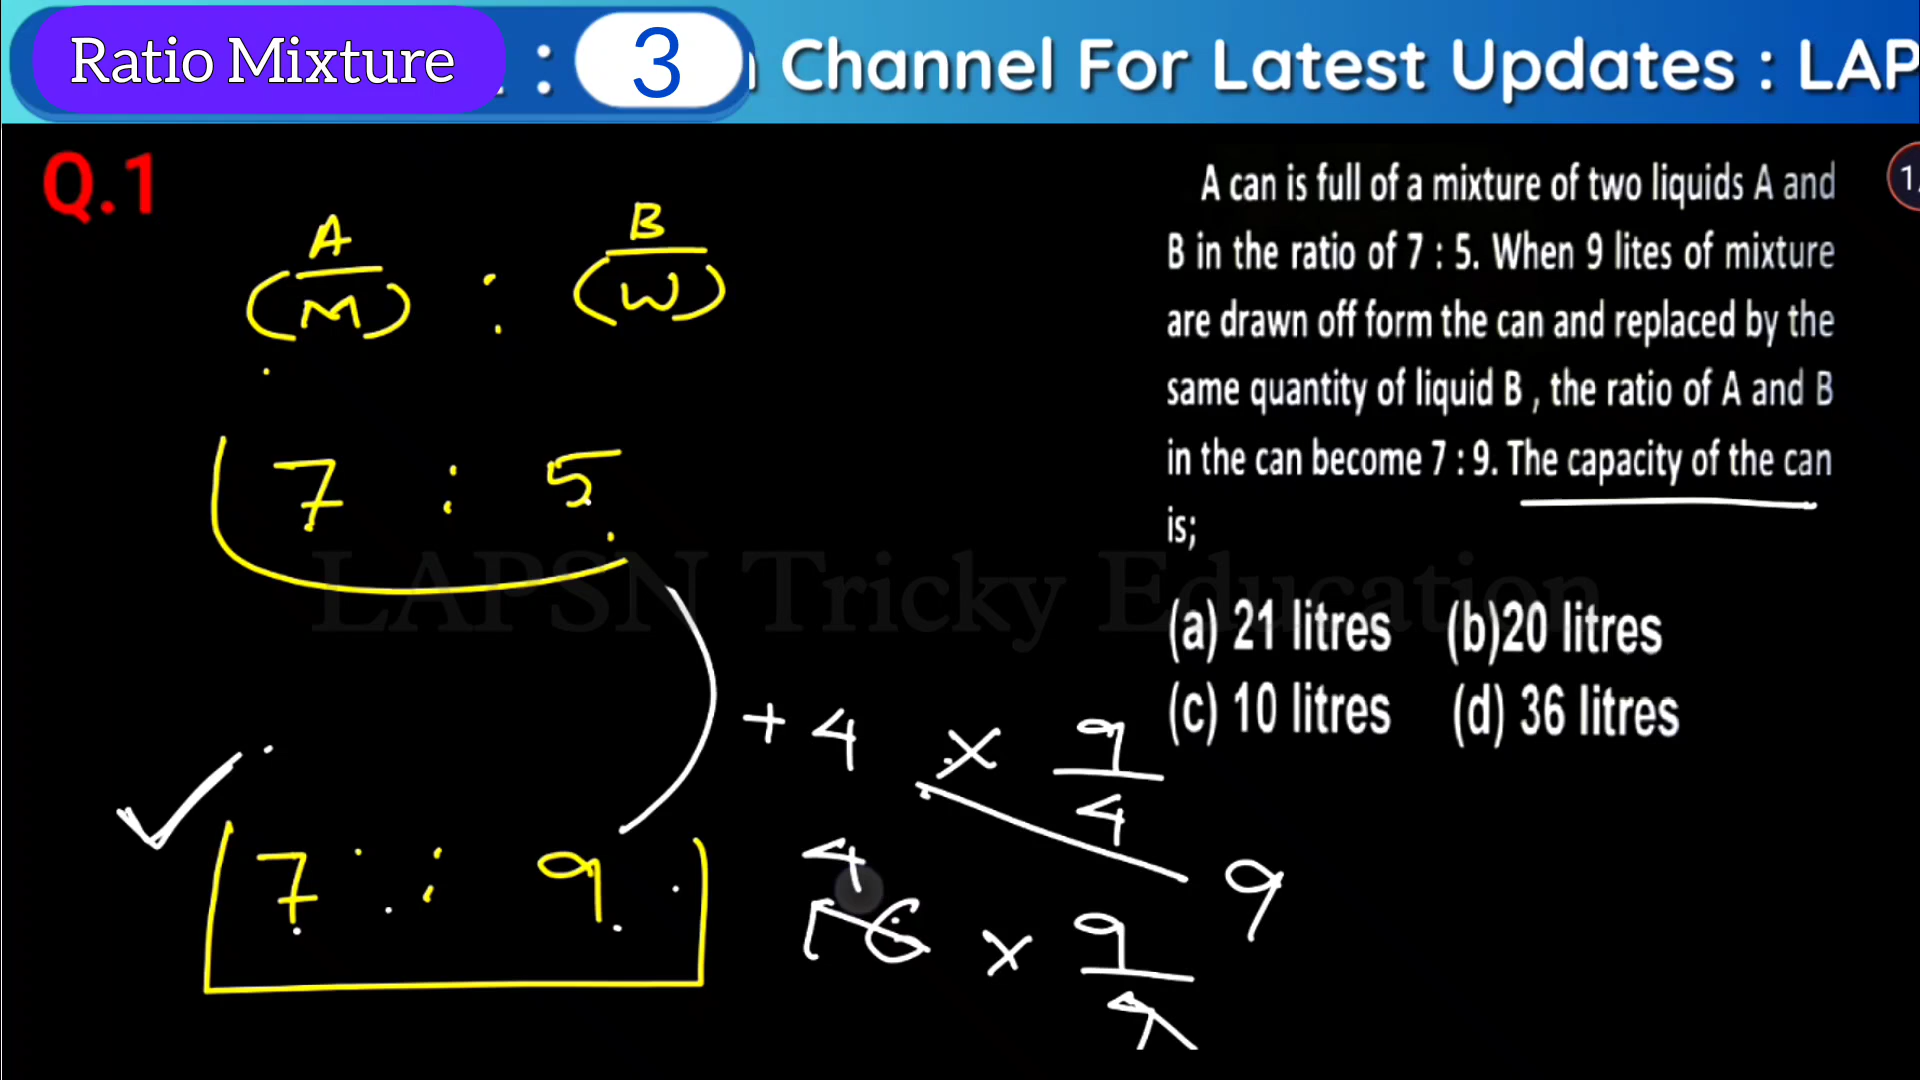 Ratio Mixture : 3 Channel For Latest Updates : LAP
Q.1
A can is full of a mixture of two liquids A and
B in the ratio of 7 : 5. When 9 lites of mixture
are drawn off form the can and replaced by the
same quantity of liquid B , the ratio of A and B
in the can become 7 : 9. The capacity of the can
is;
(a) 21 litres (b)20 litres
(c) 10 litres (d) 36 litres
A B
(M) : (W)
7 : 5
+ 4 × 9/4
9
7 : 9
4
16 × 9/4
LAPSN Tricky Education